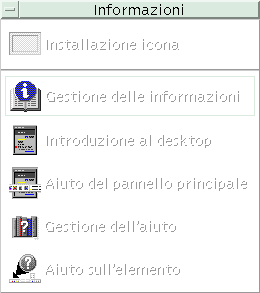 Informazioni
Installazione icona
Gestione delle informazioni
Introduzione al desktop
Aiuto del pannello principale
Gestione dell'aiuto
Aiuto sull'elemento